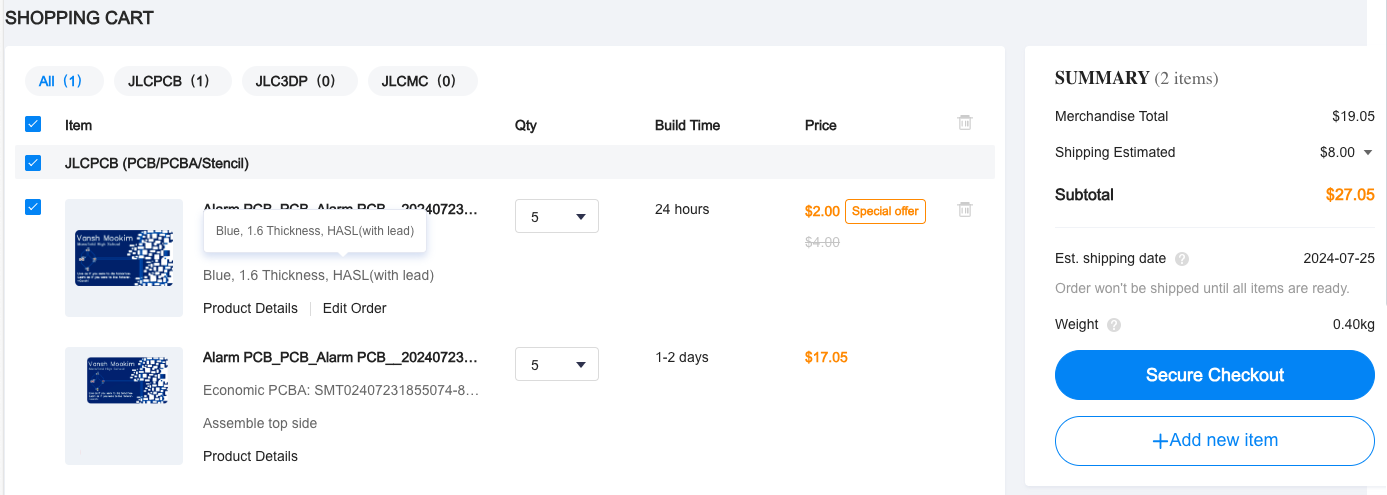 SHOPPING CART
All (1)
JLCPCB (1)
JLC3DP (0)
JLCMC (0)
Item
Qty
Build Time
Price
JLCPCB (PCB/PCBA/Stencil)
Alarm PCB_PCB_Alarm PCB__20240723...
5
24 hours
$2.00
Special offer
$4.00
Blue, 1.6 Thickness, HASL(with lead)
Blue, 1.6 Thickness, HASL(with lead)
Product Details
Edit Order
Vansh Mookim
Alarm PCB_PCB_Alarm PCB__20240723...
5
1-2 days
$17.05
Economic PCBA: SMT02407231855074-8...
Assemble top side
Product Details
Vansh Mookim
SUMMARY (2 items)
Merchandise Total
$19.05
Shipping Estimated
$8.00
Subtotal
$27.05
Est. shipping date ?
2024-07-25
Order won't be shipped until all items are ready.
Weight ?
0.40kg
Secure Checkout
+Add new item